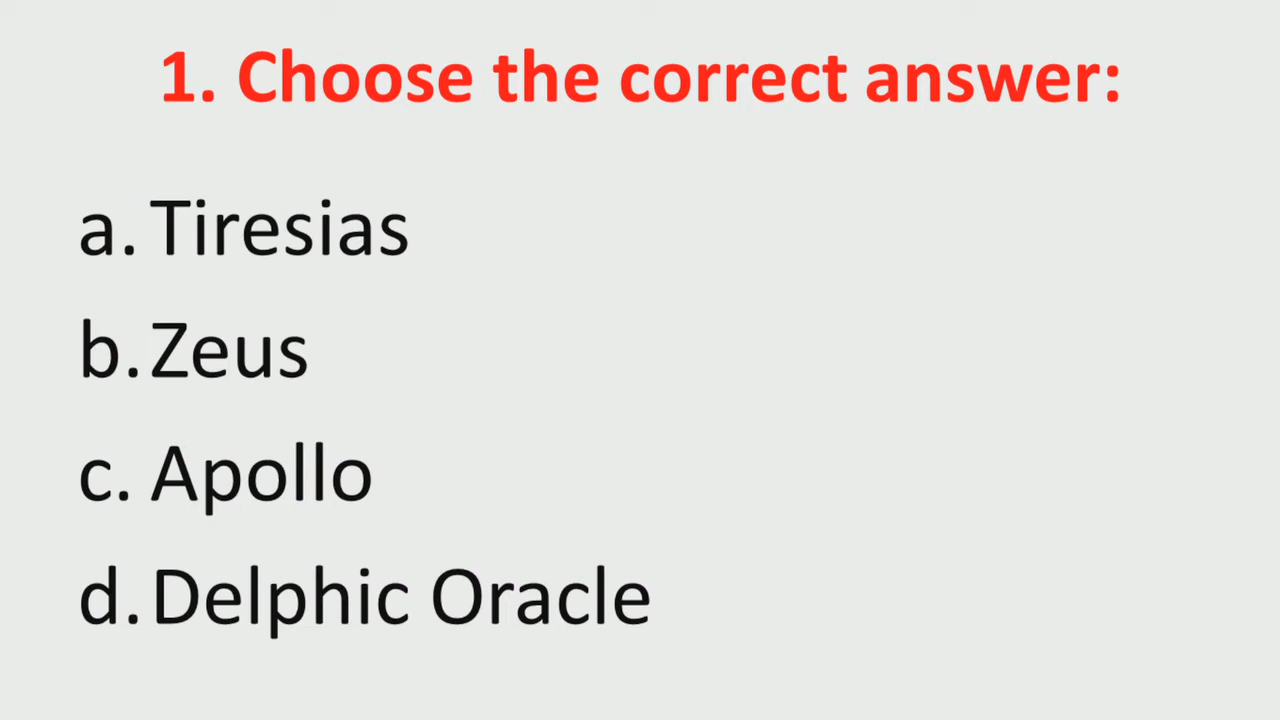 1. Choose the correct answer:
a. Tiresias
b. Zeus
c. Apollo
d. Delphic Oracle